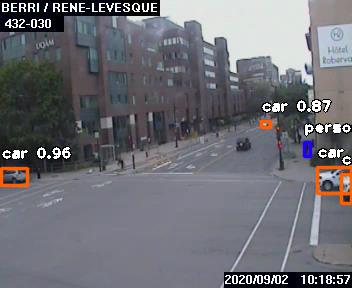 BERRI / RENE-LEVESQUE
432-030
UQAM
Hôtel
Roberval
car 0.87
perso
car 0.96
car
c
2020/09/02 10:18:57